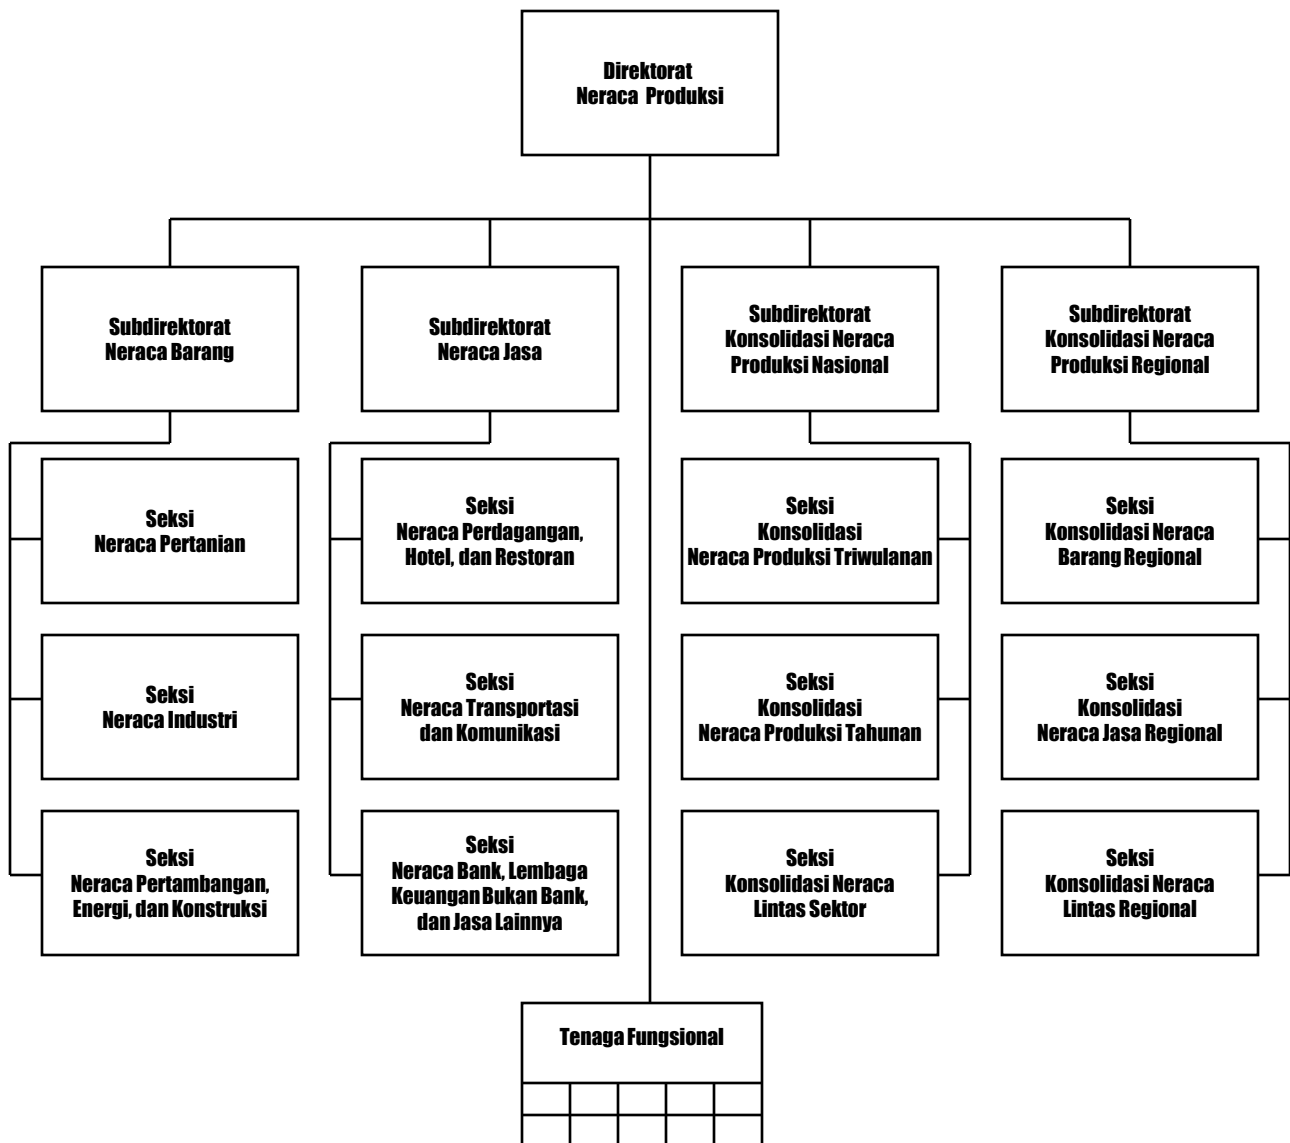 Direktorat
Neraca Produksi
Subdirektorat
Neraca Barang
Subdirektorat
Neraca Jasa
Subdirektorat
Konsolidasi Neraca
Produksi Nasional
Subdirektorat
Konsolidasi Neraca
Produksi Regional
Seksi
Neraca Pertanian
Seksi
Neraca Perdagangan,
Hotel, dan Restoran
Seksi
Konsolidasi
Neraca Produksi Triwulanan
Seksi
Konsolidasi Neraca
Barang Regional
Seksi
Neraca Industri
Seksi
Neraca Transportasi
dan Komunikasi
Seksi
Konsolidasi
Neraca Produksi Tahunan
Seksi
Konsolidasi
Neraca Jasa Regional
Seksi
Neraca Pertambangan,
Energi, dan Konstruksi
Seksi
Neraca Bank, Lembaga
Keuangan Bukan Bank,
dan Jasa Lainnya
Seksi
Konsolidasi Neraca
Lintas Sektor
Seksi
Konsolidasi Neraca
Lintas Regional
Tenaga Fungsional